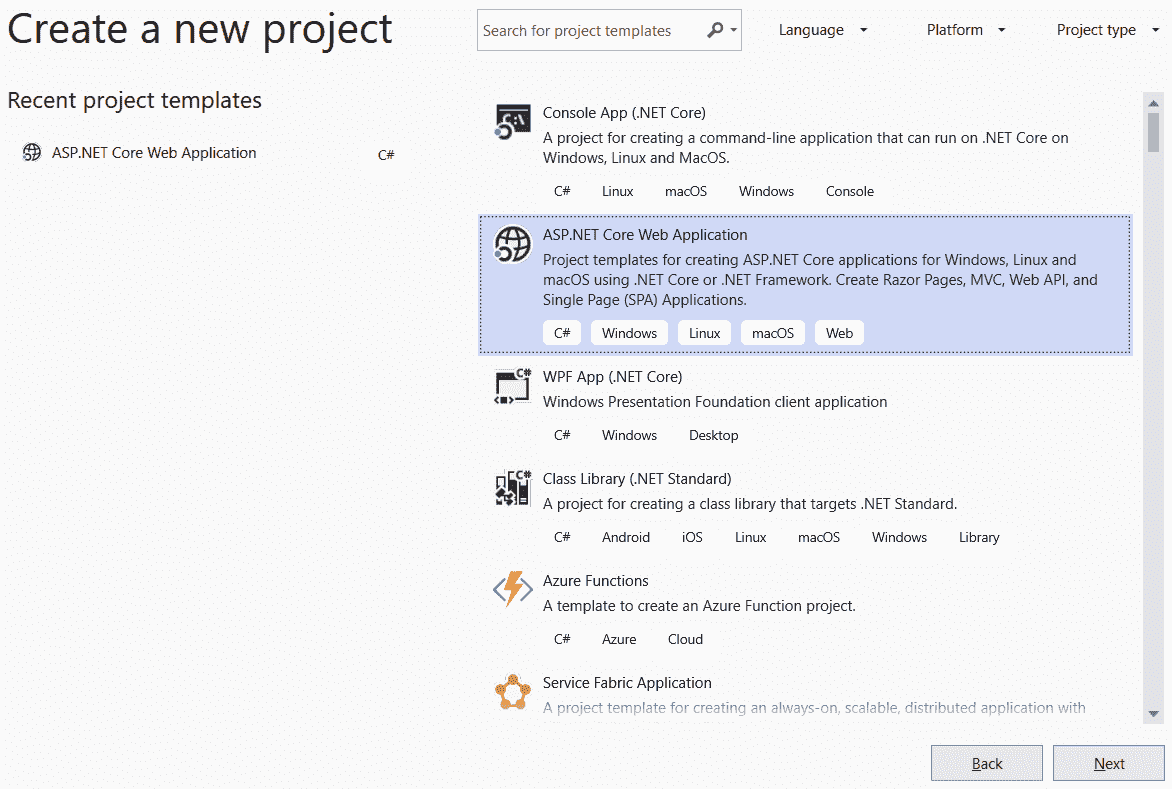 Create a new project
Search for project templates
Language
Platform
Project type
Recent project templates
ASP.NET Core Web Application C#
Console App (.NET Core)
A project for creating a command-line application that can run on .NET Core on
Windows, Linux and MacOS.
C# Linux macOS Windows Console
ASP.NET Core Web Application
Project templates for creating ASP.NET Core applications for Windows, Linux and
macOS using .NET Core or .NET Framework. Create Razor Pages, MVC, Web API, and
Single Page (SPA) Applications.
C# Windows Linux macOS Web
WPF App (.NET Core)
Windows Presentation Foundation client application
C# Windows Desktop
Class Library (.NET Standard)
A project for creating a class library that targets .NET Standard.
C# Android iOS Linux macOS Windows Library
Azure Functions
A template to create an Azure Function project.
C# Azure Cloud
Service Fabric Application
A project template for creating an always-on, scalable, distributed application with
Back
Next